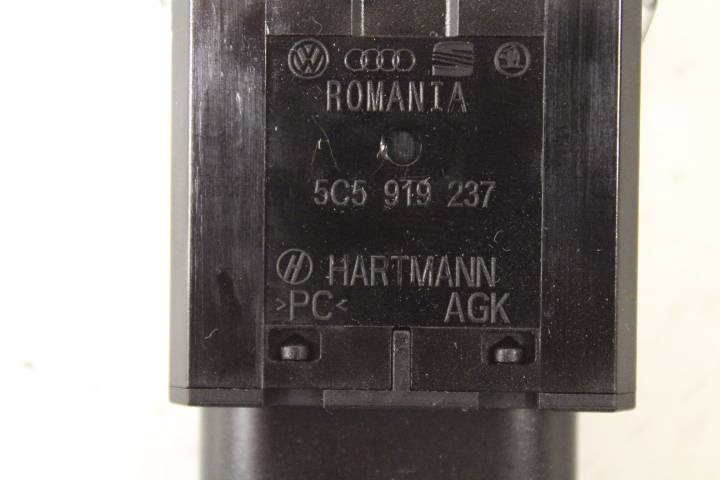 ROMANIA
A
5C5 919 237
HARTMANN
>PC< AGK